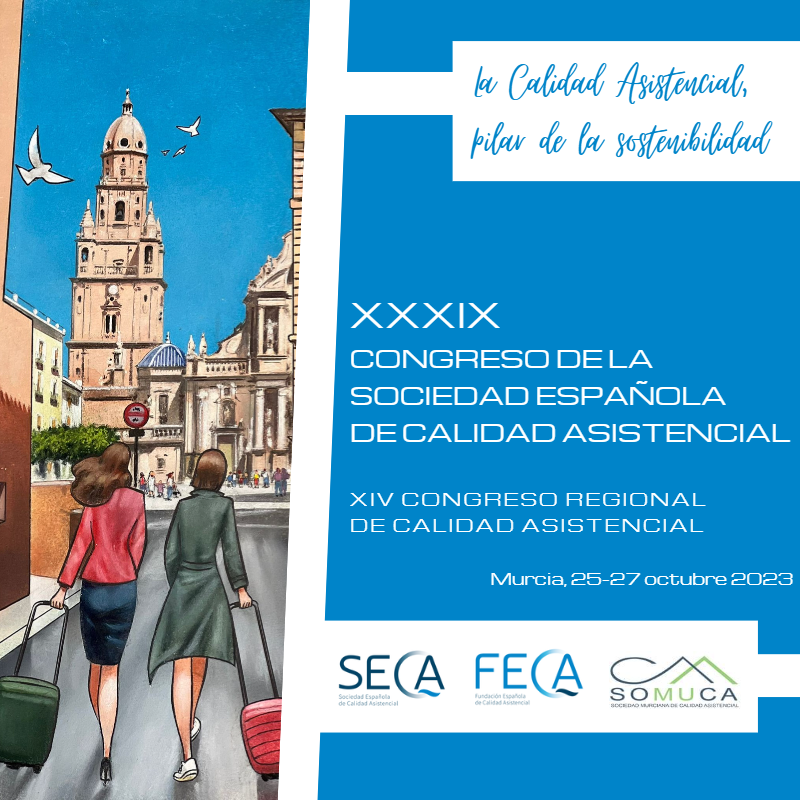 La Calidad Asistencial,
pilar de la sostenibilidad
XXXIX
CONGRESO DE LA
SOCIEDAD ESPAÑOLA
DE CALIDAD ASISTENCIAL
XIV CONGRESO REGIONAL
DE CALIDAD ASISTENCIAL
Murcia, 25-27 octubre 2023
SECA
Sociedad Española
de Calidad Asistencial
FECA
Fundación Española
de Calidad Asistencial
SOMUCA
SOCIEDAD MURCIANA DE CALIDAD ASISTENCIAL